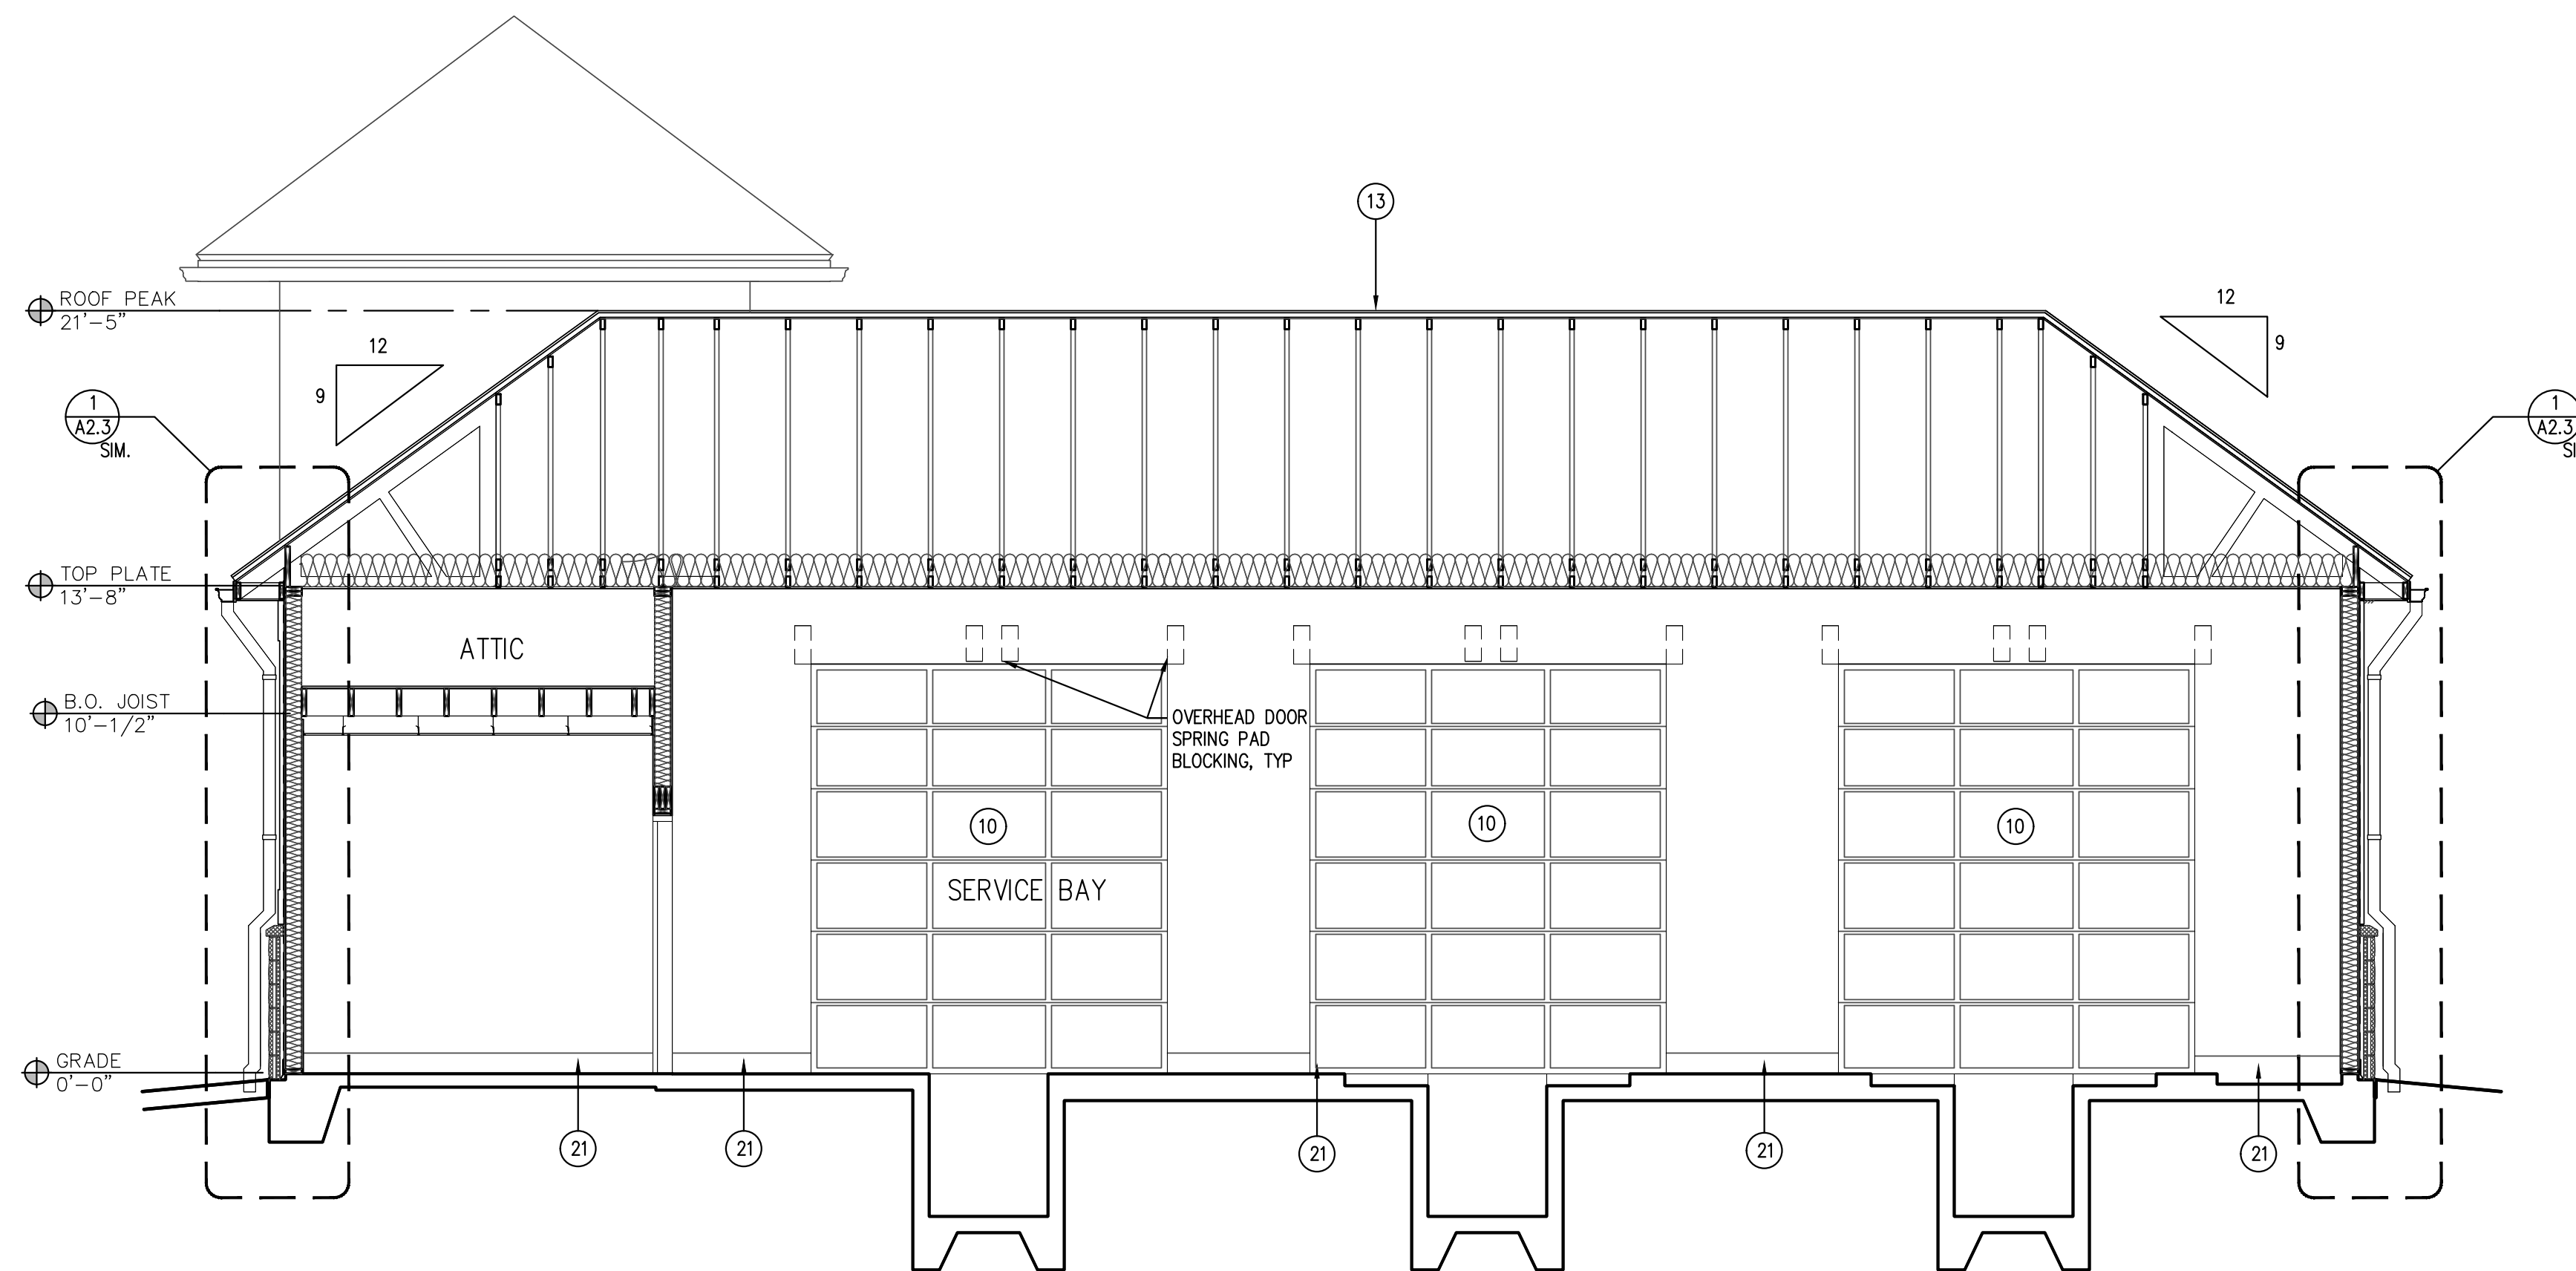 13
ROOF PEAK
21'-5"
12
9
12
9
1
A2.3
SIM.
1
A2.3
SI
TOP PLATE
13'-8"
ATTIC
B.O. JOIST
10'-1/2"
OVERHEAD DOOR
SPRING PAD
BLOCKING, TYP
10
10
10
SERVICE BAY
GRADE
0'-0"
21
21
21
21
21